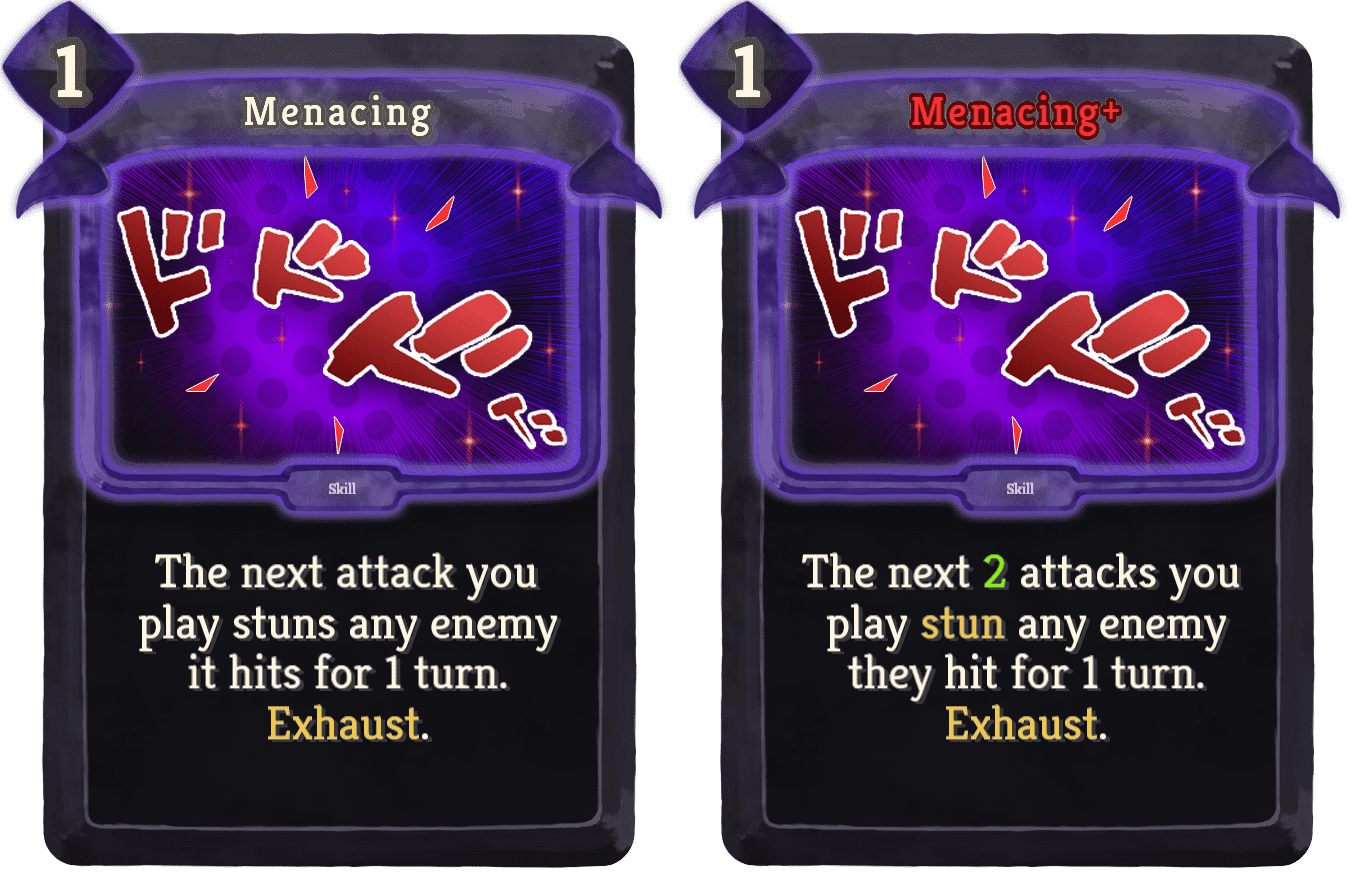 1
Menacing
ド ド ド ド
Skill
The next attack you
play stuns any enemy
it hits for 1 turn.
Exhaust.
1
Menacing+
ド ド ド ド
Skill
The next 2 attacks you
play stun any enemy
they hit for 1 turn.
Exhaust.